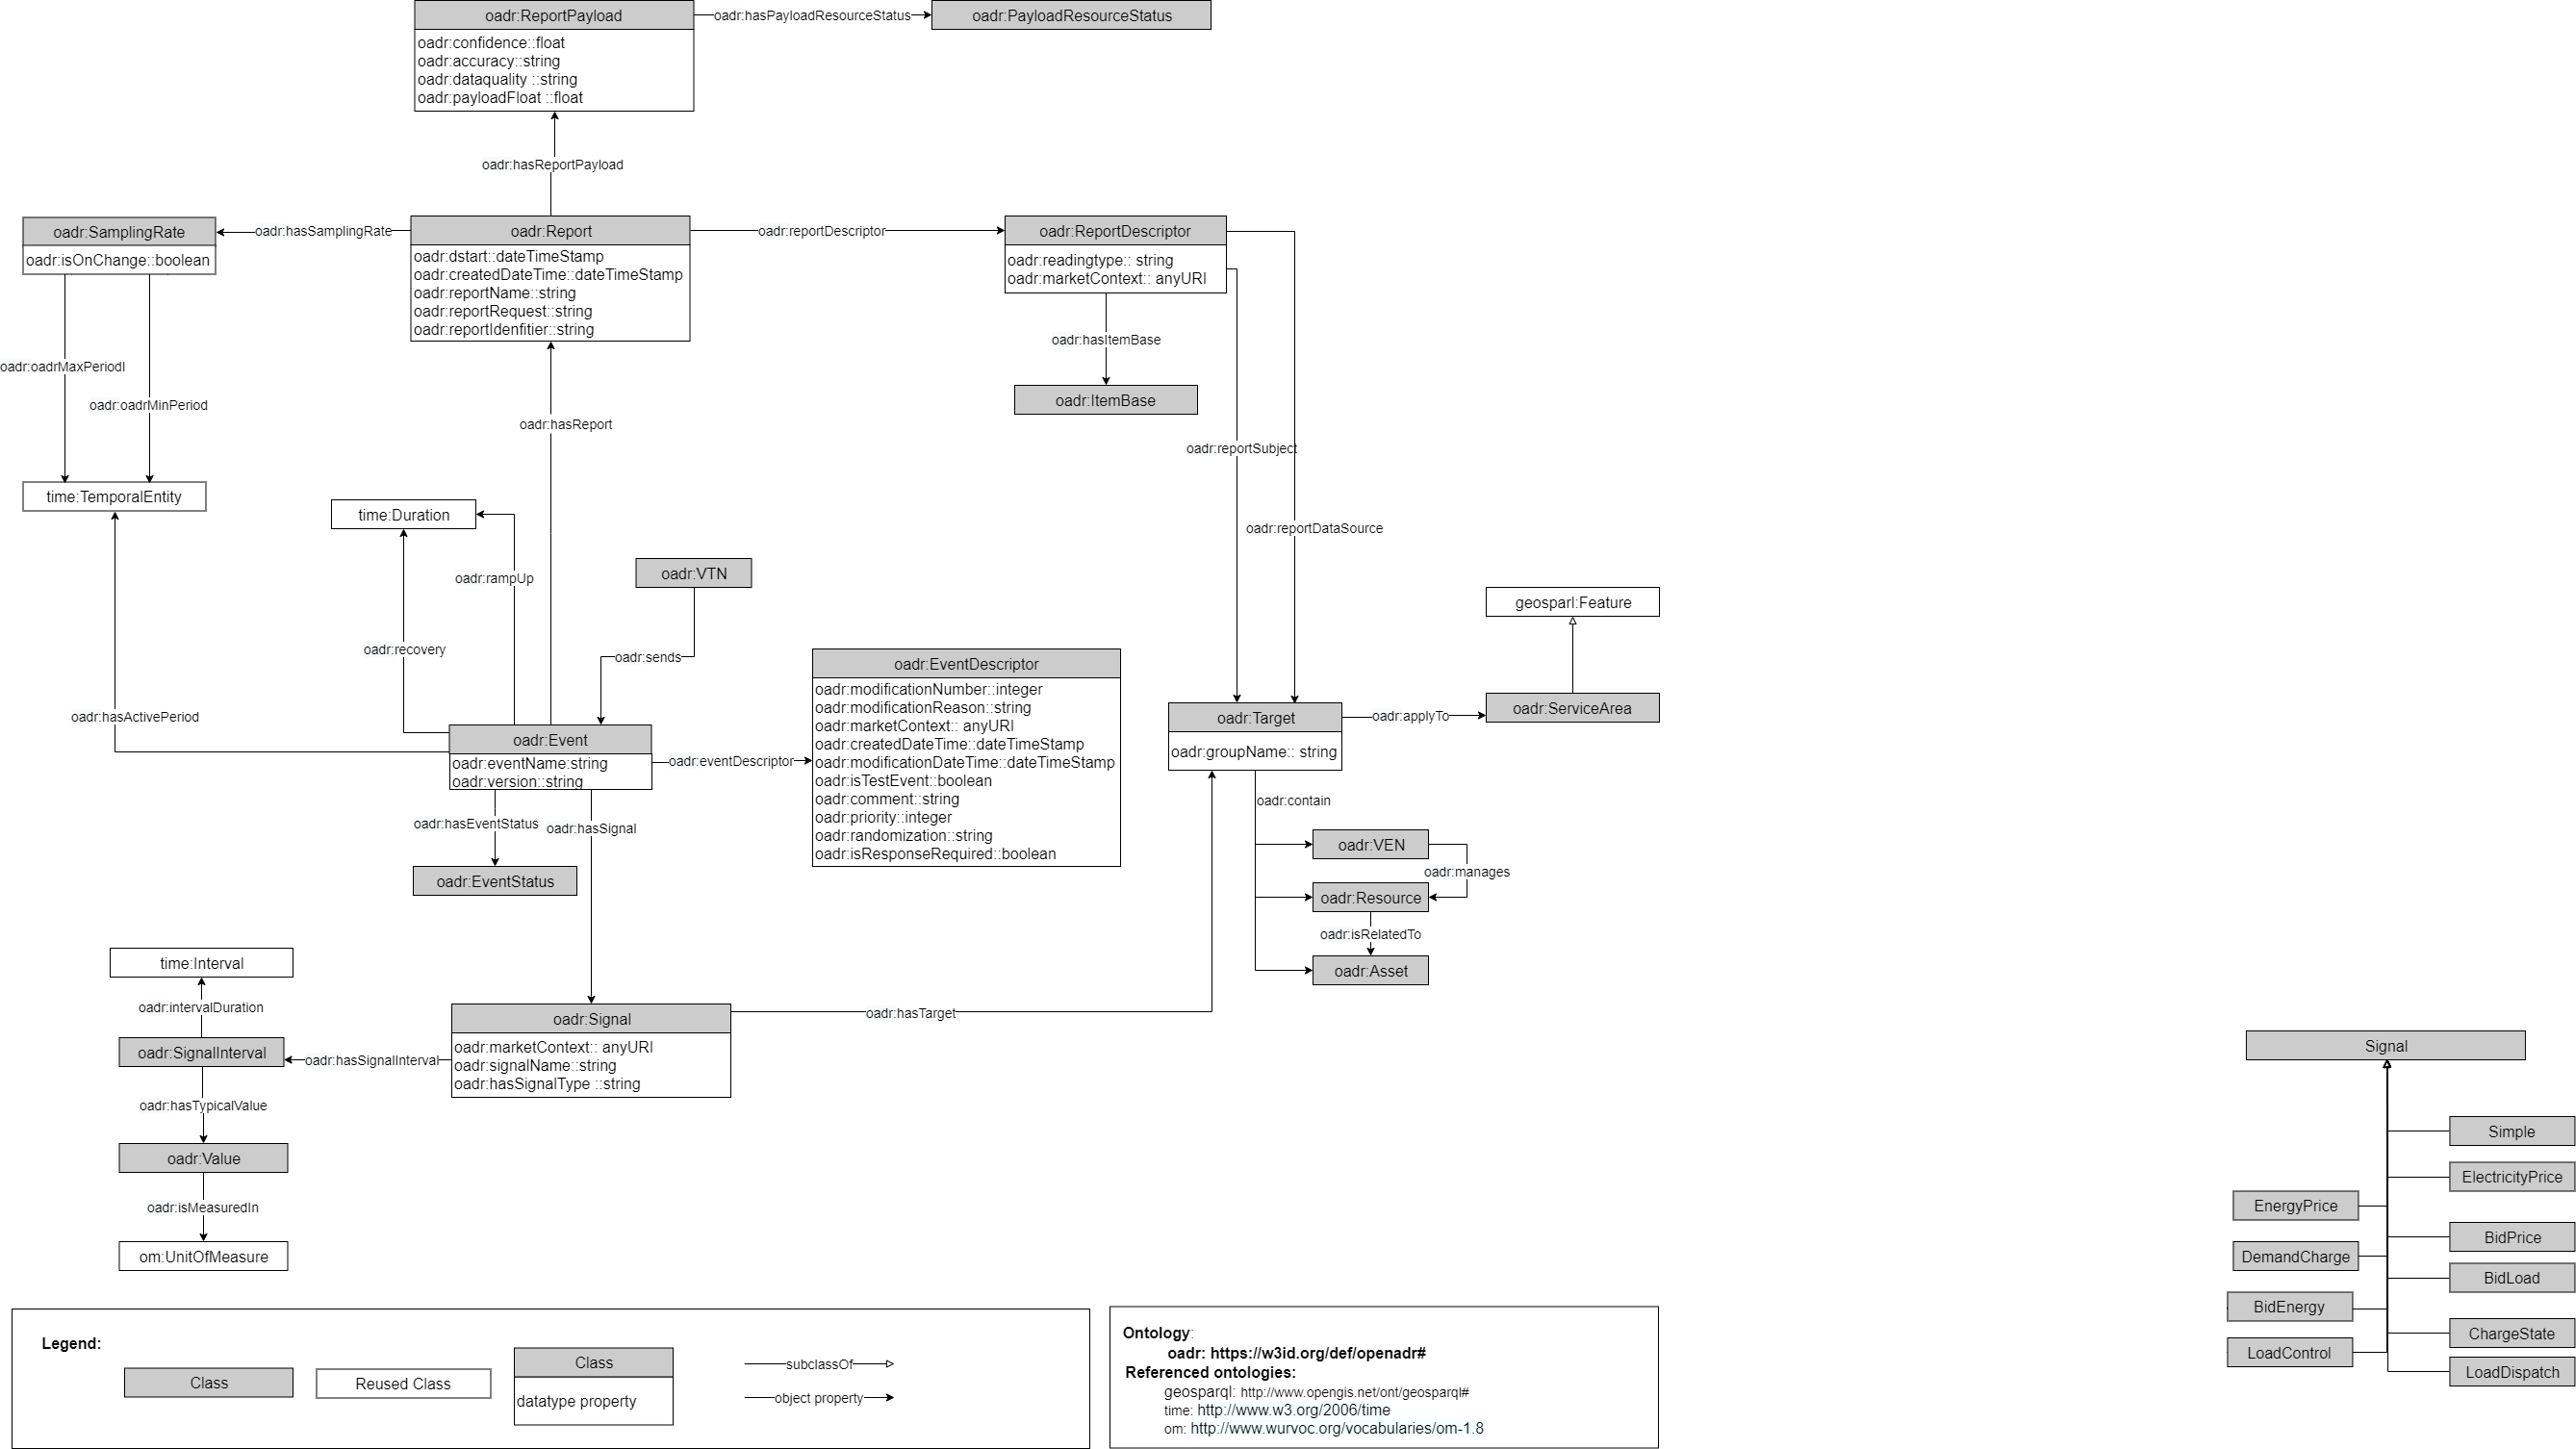 oadr:ReportPayload
oadr:hasPayloadResourceStatus
oadr:PayloadResourceStatus
oadr:confidence::float
oadr:accuracy::string
oadr:dataquality ::string
oadr:payloadFloat ::float
oadr:hasReportPayload
oadr:SamplingRate
oadr:isOnChange::boolean
oadr:hasSamplingRate
oadr:Report
oadr:dstart::dateTimeStamp
oadr:createdDateTime::dateTimeStamp
oadr:reportName::string
oadr:reportRequest::string
oadr:reportIdenfitier::string
oadr:reportDescriptor
oadr:ReportDescriptor
oadr:readingtype:: string
oadr:marketContext:: anyURI
oadr:hasItemBase
oadr:ItemBase
oadr:oadrMaxPeriodl
oadr:oadrMinPeriod
oadr:hasReport
oadr:reportSubject
oadr:reportDataSource
time:TemporalEntity
time:Duration
oadr:rampUp
oadr:VTN
oadr:recovery
oadr:sends
oadr:hasActivePeriod
geosparl:Feature
oadr:ServiceArea
oadr:EventDescriptor
oadr:modificationNumber::integer
oadr:modificationReason::string
oadr:marketContext:: anyURI
oadr:createdDateTime::dateTimeStamp
oadr:modificationDateTime::dateTimeStamp
oadr:isTestEvent::boolean
oadr:comment::string
oadr:priority::integer
oadr:randomization::string
oadr:isResponseRequired::boolean
oadr:Event
oadr:eventName:string
oadr:version::string
oadr:eventDescriptor
oadr:Target
oadr:groupName:: string
oadr:applyTo
oadr:contain
oadr:hasEventStatus
oadr:hasSignal
oadr:EventStatus
oadr:VEN
oadr:manages
oadr:Resource
oadr:isRelatedTo
oadr:Asset
time:Interval
oadr:intervalDuration
oadr:SignalInterval
oadr:hasSignalInterval
oadr:Signal
oadr:marketContext:: anyURI
oadr:signalName::string
oadr:hasSignalType ::string
oadr:hasTarget
oadr:hasTypicalValue
oadr:Value
oadr:isMeasuredIn
om:UnitOfMeasure
Signal
Simple
ElectricityPrice
EnergyPrice
BidPrice
DemandCharge
BidLoad
BidEnergy
ChargeState
LoadControl
LoadDispatch
Legend:
Class
Reused Class
Class
datatype property
subclassOf
object property
Ontology:
oadr: https://w3id.org/def/openadr#
Referenced ontologies:
geosparql: http://www.opengis.net/ont/geosparql#
time: http://www.w3.org/2006/time
om: http://www.wurvoc.org/vocabularies/om-1.8